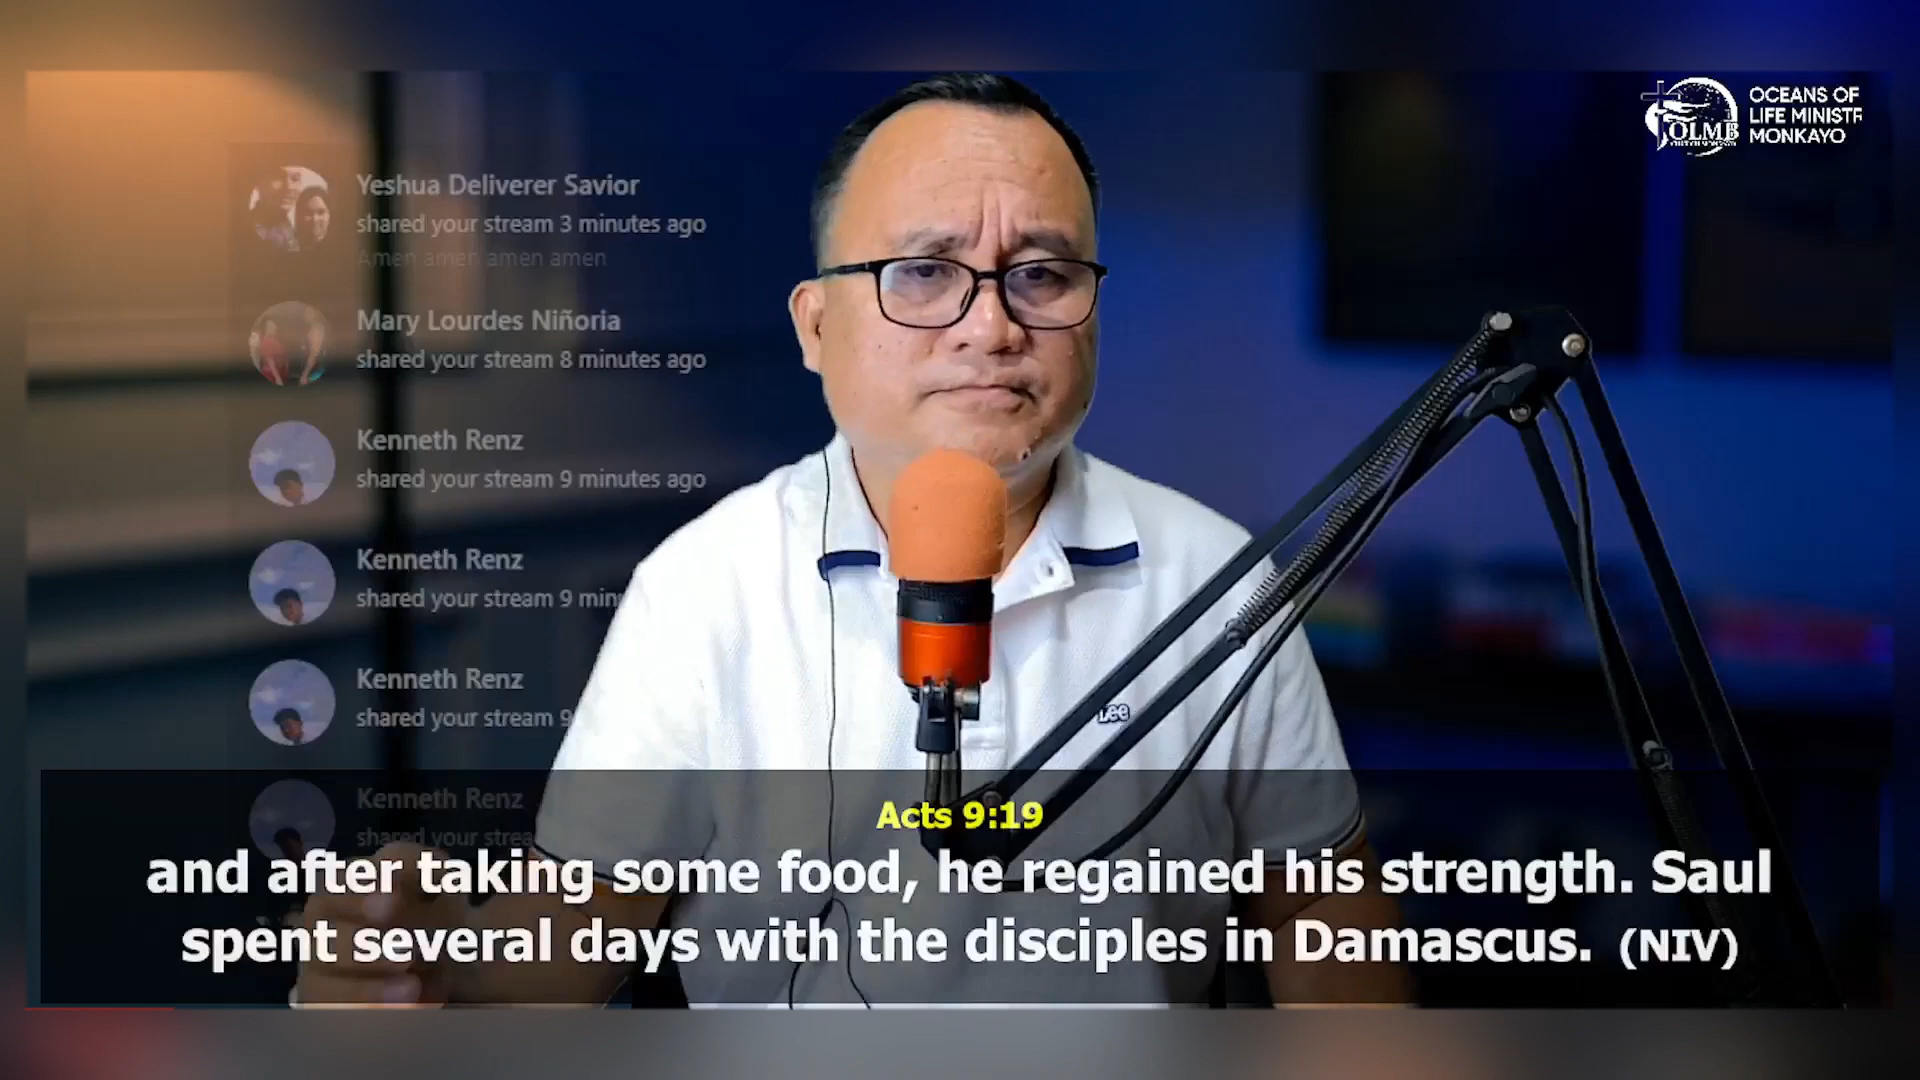 OCEANS OF
LIFE MINISTR
MONKAYO
OLMB
Yeshua Deliverer Savior
shared your stream 3 minutes ago
Amen amen amen amen
Mary Lourdes Niñoria
shared your stream 8 minutes ago
Kenneth Renz
shared your stream 9 minutes ago
Kenneth Renz
shared your stream 9 min
Kenneth Renz
shared your stream 9
Kenneth Renz
shared your strea
Lee
Acts 9:19
and after taking some food, he regained his strength. Saul
spent several days with the disciples in Damascus. (NIV)